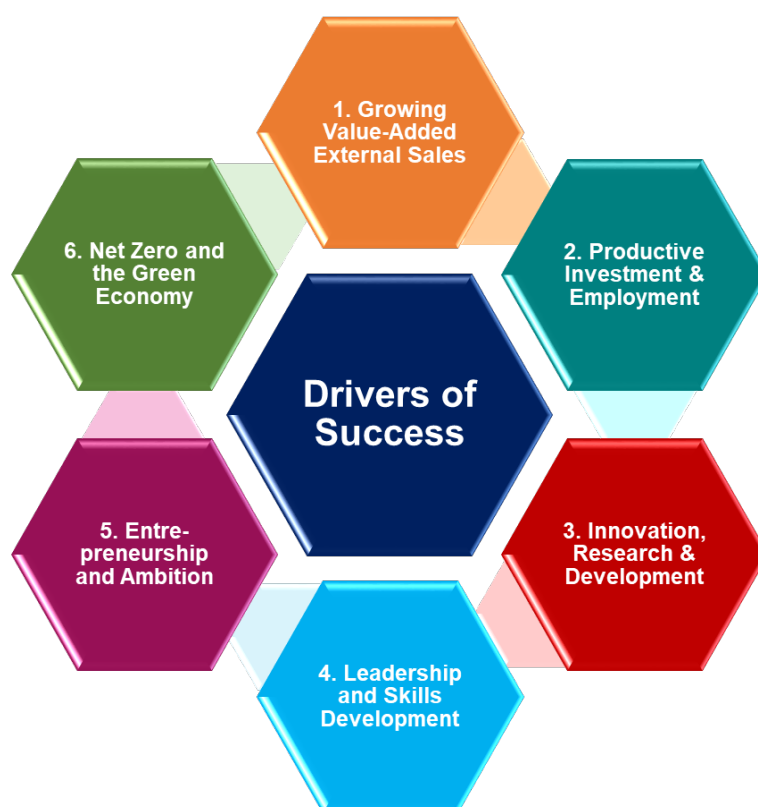 1. Growing
Value-Added
External Sales
2. Productive
Investment &
Employment
3. Innovation,
Research &
Development
4. Leadership
and Skills
Development
5. Entre-
preneurship
and Ambition
6. Net Zero and
the Green
Economy
Drivers of
Success